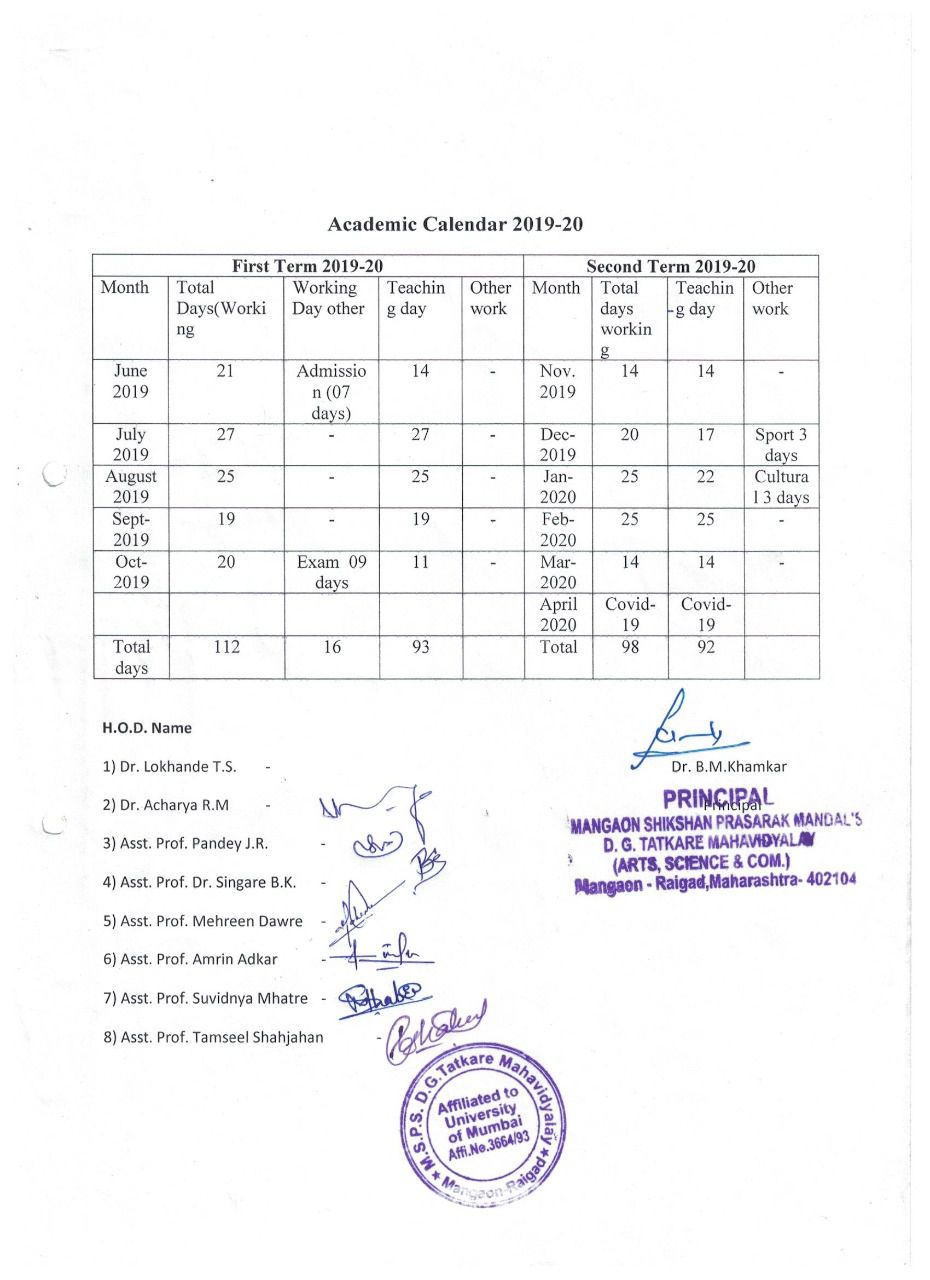 Academic Calendar 2019-20
First Term 2019-20 Second Term 2019-20
Month Total Working Teachin Other Month Total Teachin Other
Days(Worki Day other g day work days -g day work
ng workin
g
June 21 Admissio 14 - Nov. 14 14 -
2019 n (07 2019
days)
July 27 - 27 - Dec- 20 17 Sport 3
2019 2019 days
August 25 - 25 - Jan- 25 22 Cultura
2019 2020 l 3 days
Sept- 19 - 19 - Feb- 25 25 -
2019 2020
Oct- 20 Exam 09 11 - Mar- 14 14 -
2019 days 2020
April Covid- Covid-
2020 19 19
Total 112 16 93 Total 98 92
days
H.O.D. Name
1) Dr. Lokhande T.S. -
Dr. B.M.Khamkar
2) Dr. Acharya R.M -
PRINCIPAL
Principal
MANGAON SHIKSHAN PRASARAK MANDAL'S
3) Asst. Prof. Pandey J.R. -
D. G. TATKARE MAHAVIDYALAY
(ARTS, SCIENCE & COM.)
Mangaon - Raigad,Maharashtra- 402104
4) Asst. Prof. Dr. Singare B.K. -
5) Asst. Prof. Mehreen Dawre -
6) Asst. Prof. Amrin Adkar -
7) Asst. Prof. Suvidnya Mhatre -
8) Asst. Prof. Tamseel Shahjahan -
M.S.P.S. D.G.Tatkare Mahavidyalay
Affiliated to
University
of Mumbai
Affi.No.3664/93
Mangaon-Raigad